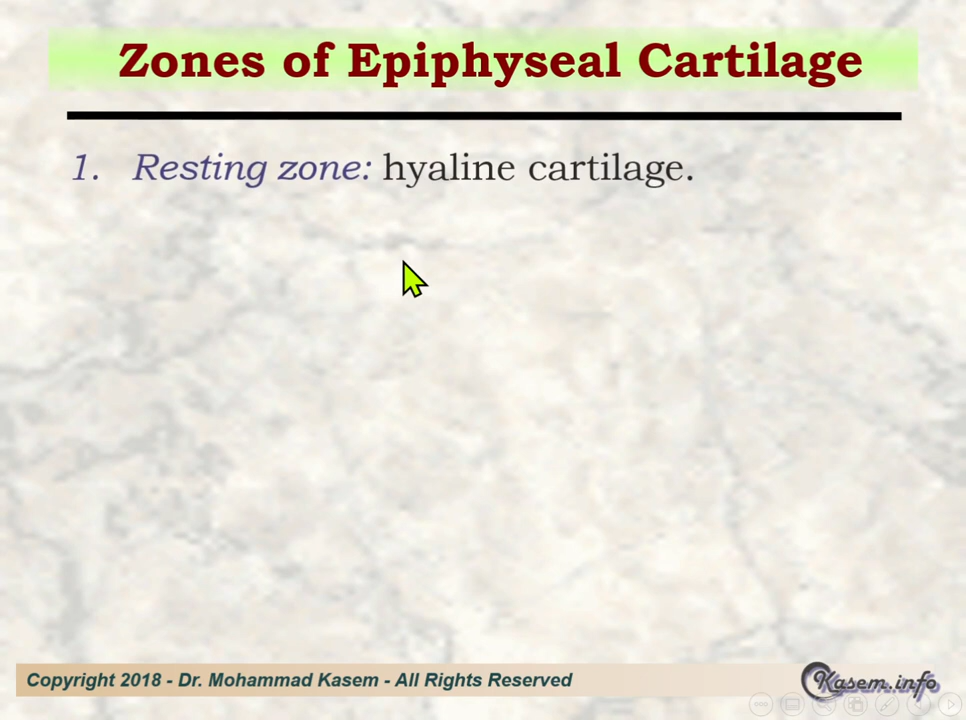 Zones of Epiphyseal Cartilage
1. Resting zone: hyaline cartilage.
Copyright 2018 - Dr. Mohammad Kasem - All Rights Reserved
Kasem.info